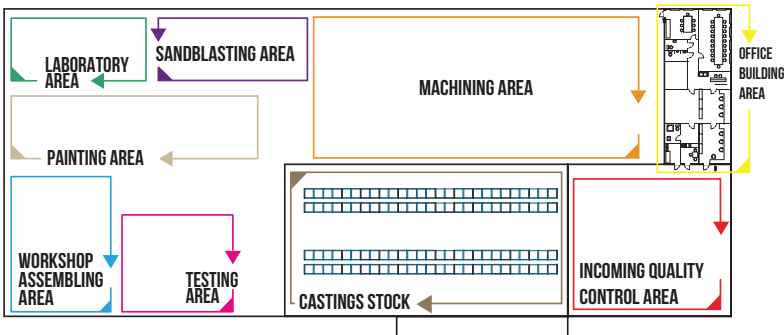 LABORATORY
AREA
SANDBLASTING AREA
MACHINING AREA
OFFICE
BUILDING
AREA
PAINTING AREA
WORKSHOP
ASSEMBLING
AREA
TESTING
AREA
CASTINGS STOCK
INCOMING QUALITY
CONTROL AREA